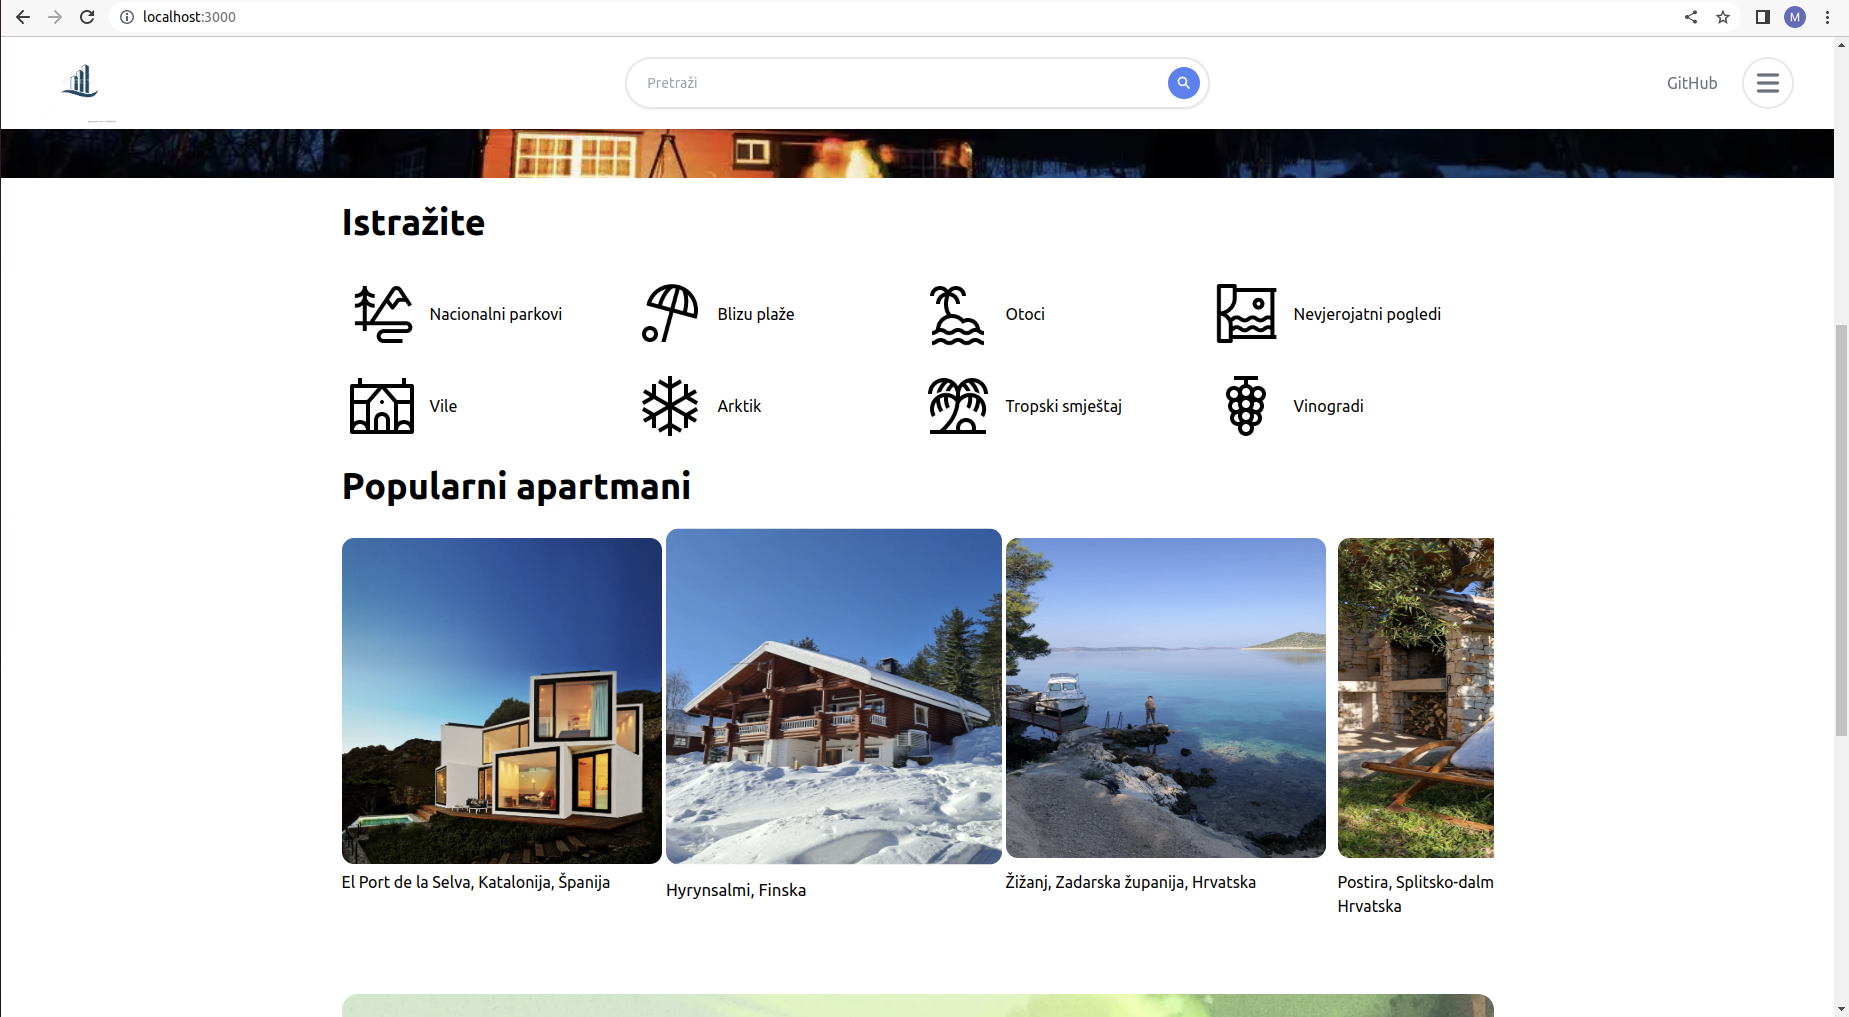 localhost:3000
M
Pretraži
GitHub
Istražite
Nacionalni parkovi
Blizu plaže
Otoci
Nevjerojatni pogledi
Vile
Arktik
Tropski smještaj
Vinogradi
Popularni apartmani
El Port de la Selva, Katalonija, Španija
Hyrynsalmi, Finska
Žižanj, Zadarska županija, Hrvatska
Postira, Splitsko-dalm
Hrvatska